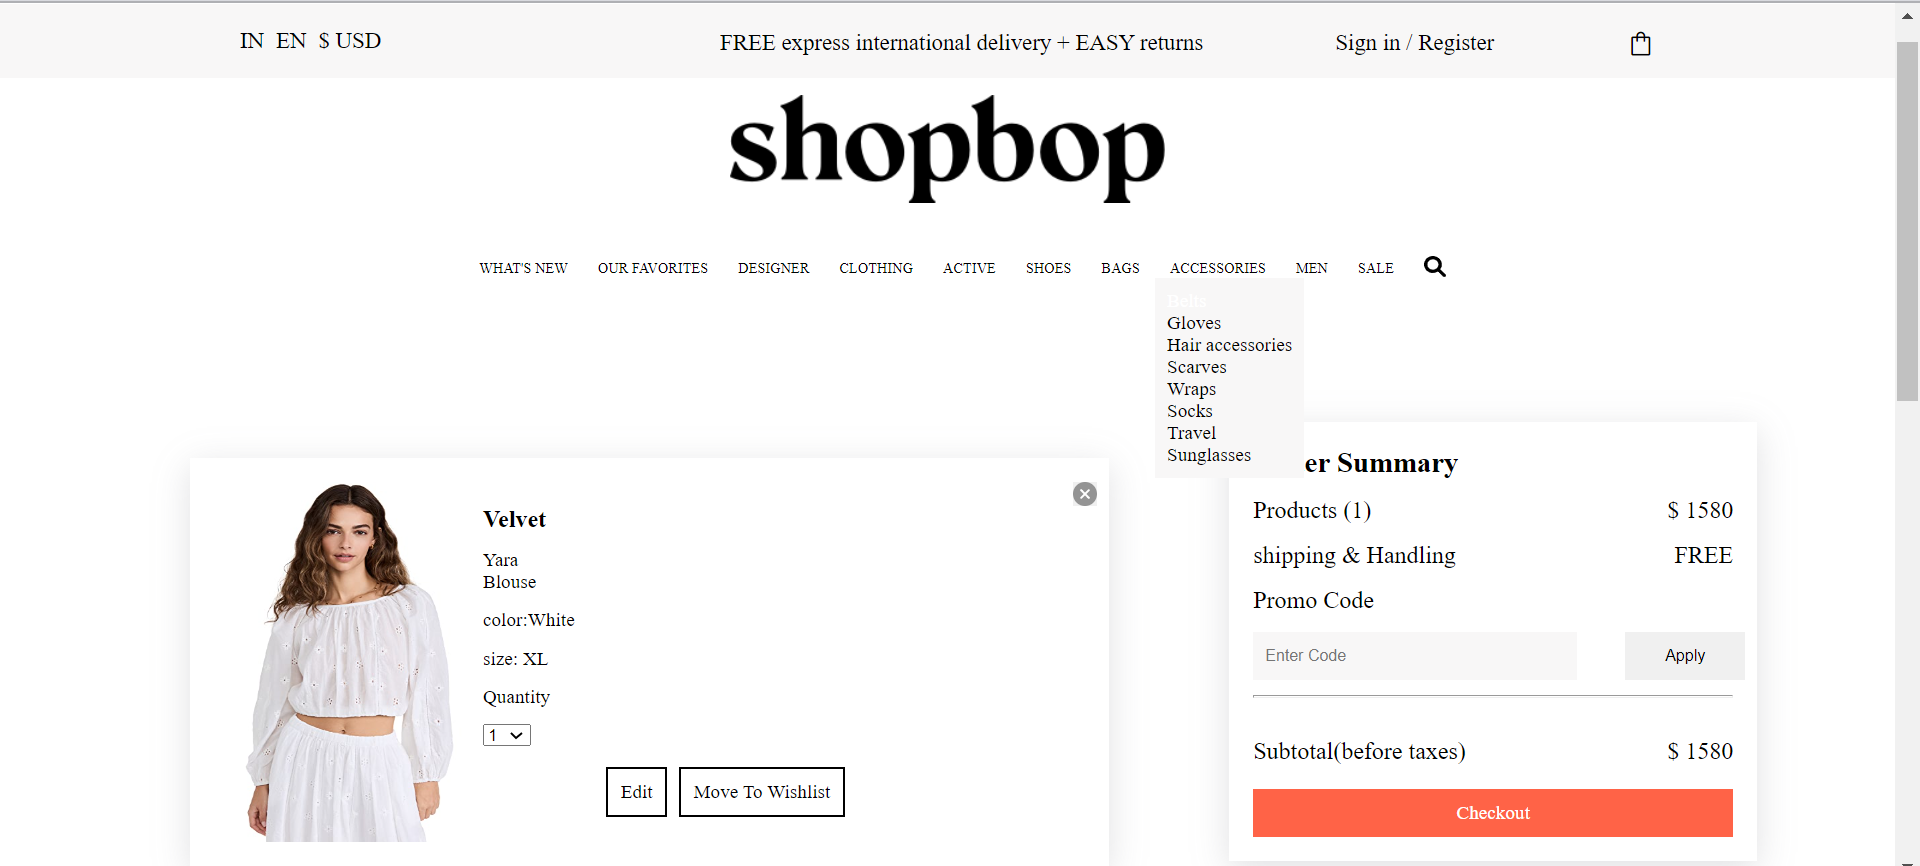 IN EN $ USD
FREE express international delivery + EASY returns
Sign in / Register
shopbop
WHAT'S NEW OUR FAVORITES DESIGNER CLOTHING ACTIVE SHOES BAGS ACCESSORIES MEN SALE
Belts
Gloves
Hair accessories
Scarves
Wraps
Socks
Travel
Sunglasses
Velvet
Yara
Blouse
color:White
size: XL
Quantity
1
Edit
Move To Wishlist
er Summary
Products (1) $ 1580
shipping & Handling FREE
Promo Code
Enter Code
Apply
Subtotal(before taxes) $ 1580
Checkout